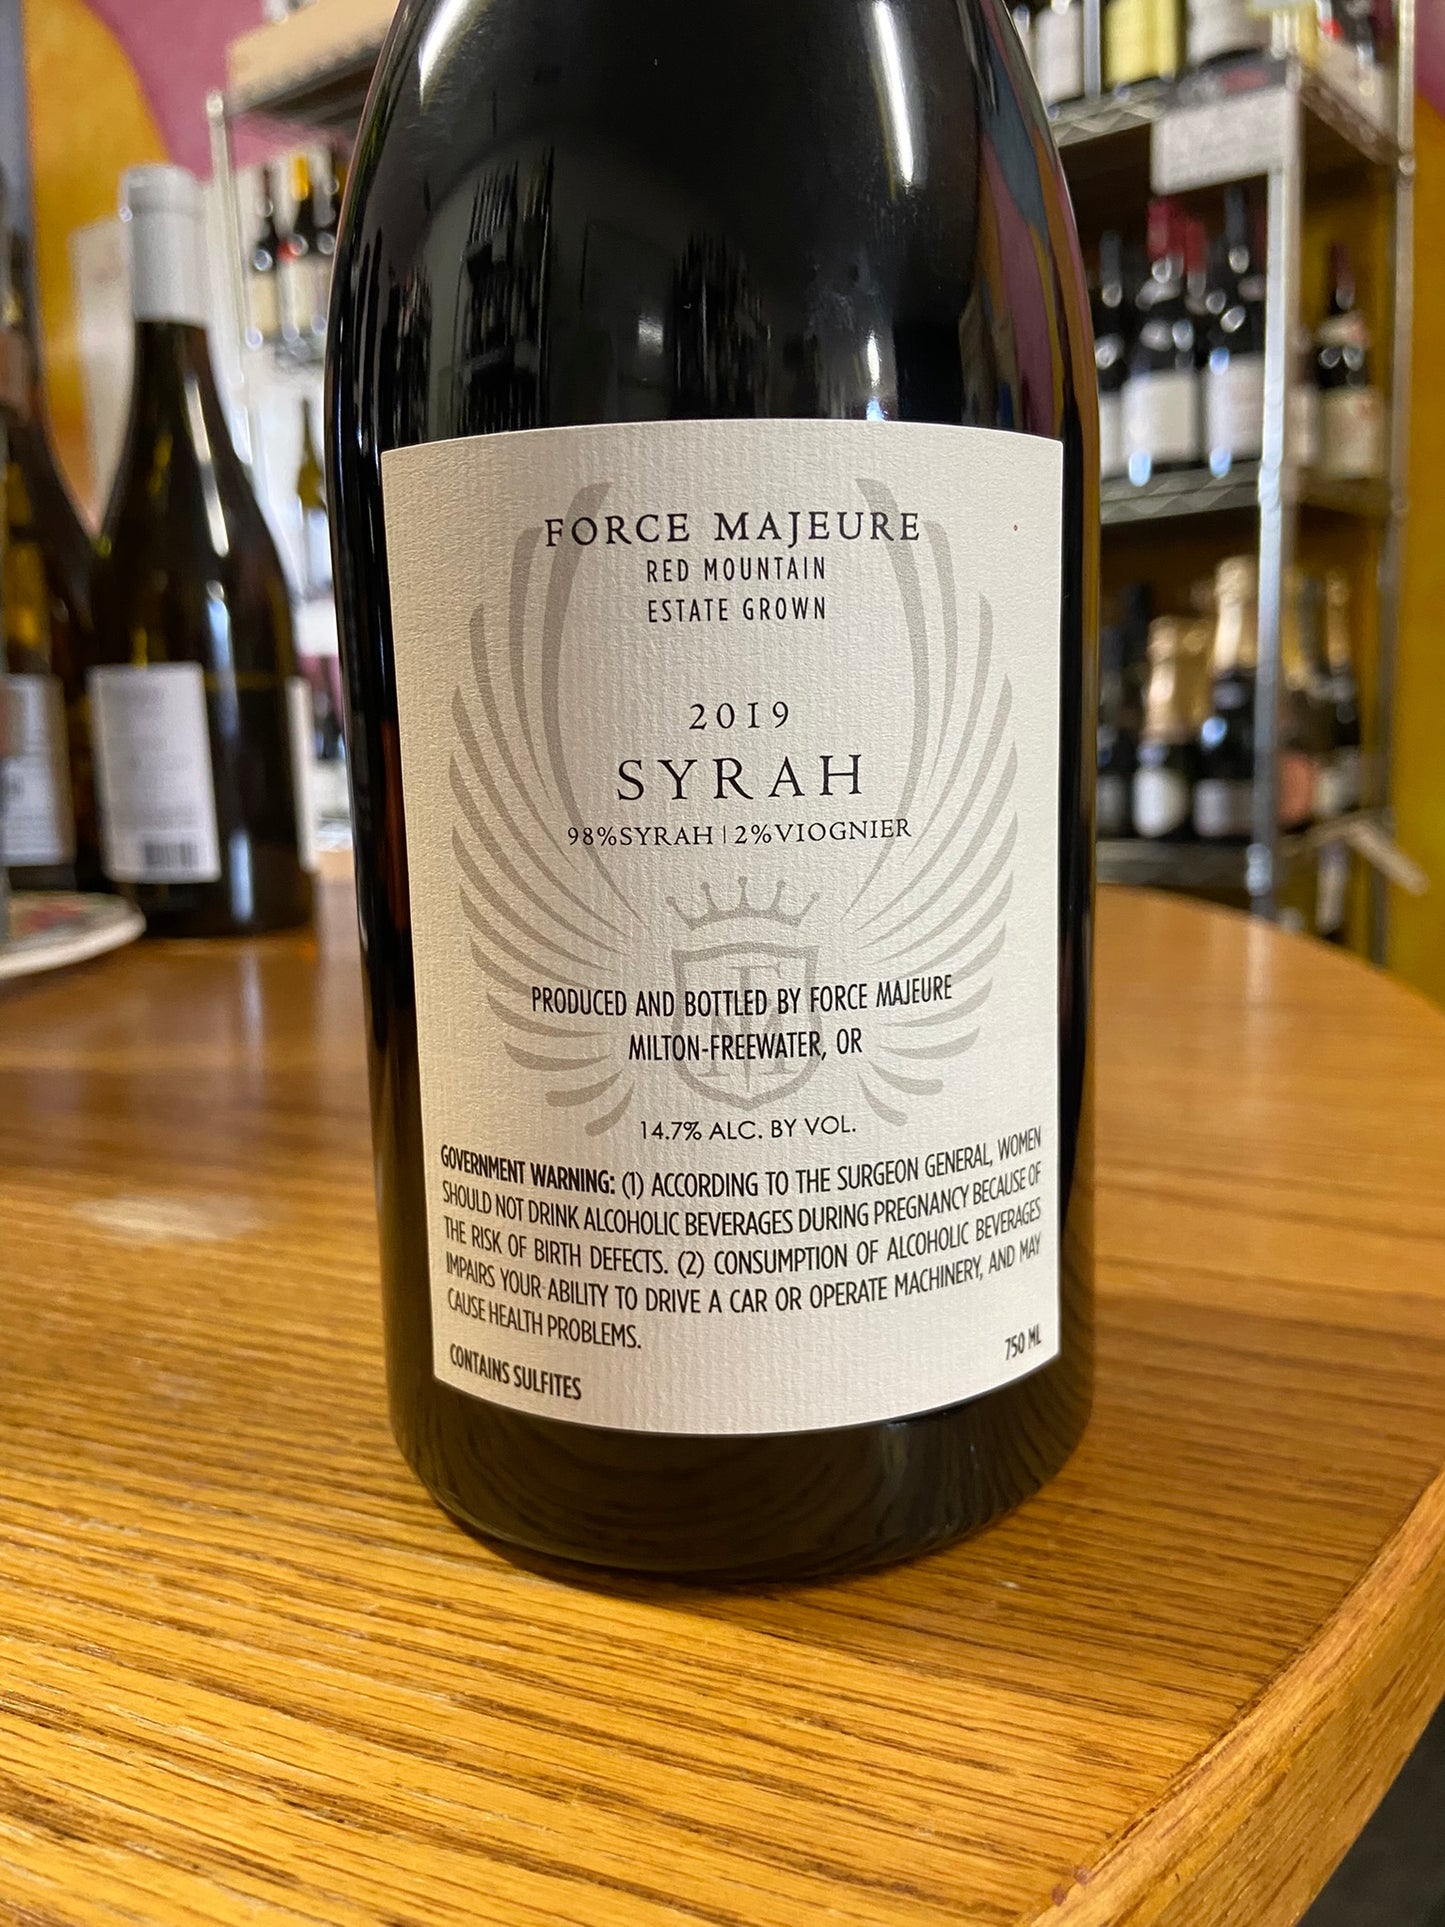 FORCE MAJEURE
RED MOUNTAIN
ESTATE GROWN
2019
SYRAH
98%SYRAH | 2%VIOGNIER
PRODUCED AND BOTTLED BY FORCE MAJEURE
MILTON-FREEWATER, OR
14.7% ALC. BY VOL.
GOVERNMENT WARNING: (1) ACCORDING TO THE SURGEON GENERAL, WOMEN
SHOULD NOT DRINK ALCOHOLIC BEVERAGES DURING PREGNANCY BECAUSE OF
THE RISK OF BIRTH DEFECTS. (2) CONSUMPTION OF ALCOHOLIC BEVERAGES
IMPAIRS YOUR ABILITY TO DRIVE A CAR OR OPERATE MACHINERY, AND MAY
CAUSE HEALTH PROBLEMS.
CONTAINS SULFITES
750 ML